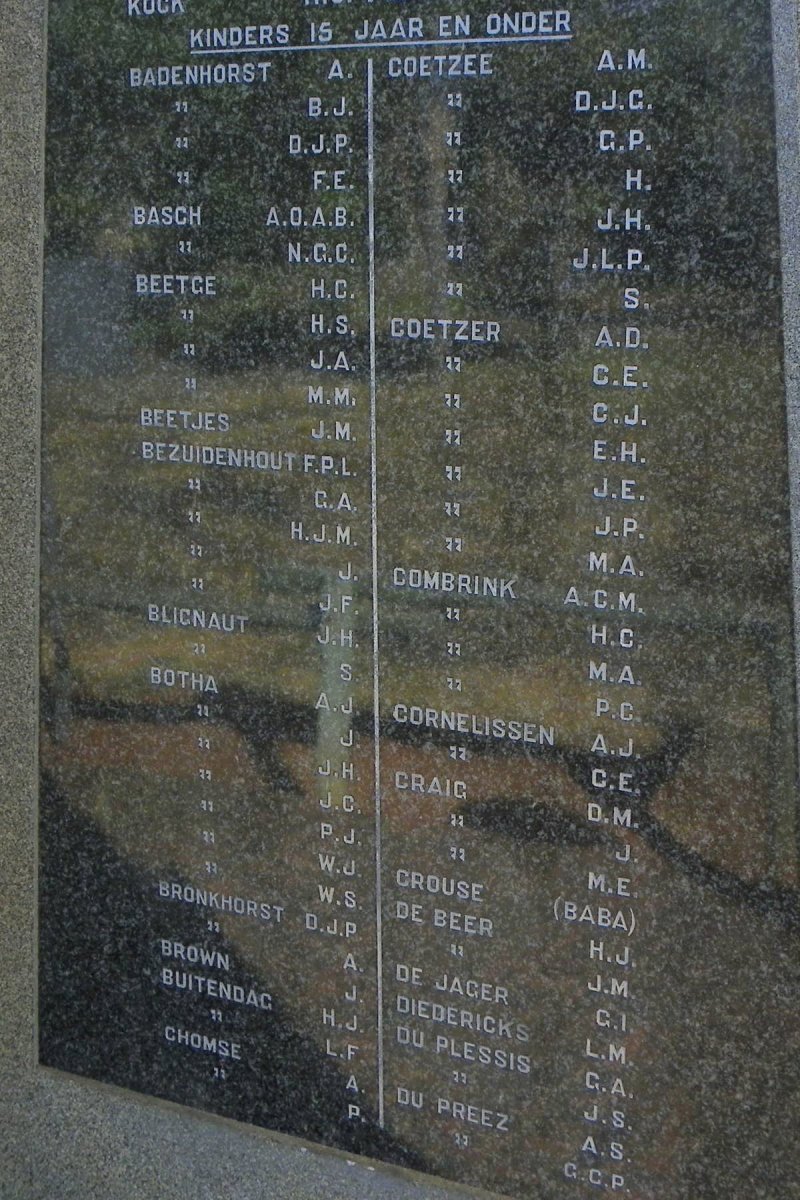 KOCK
KINDERS 15 JAAR EN ONDER
BADENHORST A.
" B.J.
" D.J.P.
" F.E.
BASCH A.O.A.B.
" N.G.C.
BEETGE H.C.
" H.S.
" J.A.
" M.M.
BEETJES J.M.
BEZUIDENHOUT F.P.L.
" G.A.
" H.J.M.
" J.
" J.F.
BLIGNAUT J.H.
" S
BOTHA A.J
" J.
" J.H.
" J.C.
" P.J.
" W.J
" W.S.
BRONKHORST D.J.P
" A.
BROWN J.
BUITENDAG H.J.
" L.F
CHOMSE A.
" P.
COETZEE A.M.
" D.J.G.
" G.P.
" H.
" J.H.
" J.L.P.
" S.
COETZER A.D.
" C.E.
" C.J.
" E.H.
" J.E.
" J.P.
" M.A.
COMBRINK A.C.M.
" H.C.
" M.A.
" P.C.
CORNELISSEN A.J.
" C.E.
CRAIG D.M.
" J.
" M.E.
CROUSE (BABA)
DE BEER H.J.
" J.M.
DE JAGER G.I.
DIEDERICKS L.M.
DU PLESSIS G.A.
" J.S.
DU PREEZ A.S.
" G.C.P.